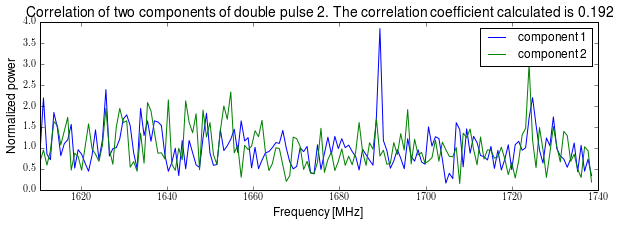 Correlation of two components of double pulse 2. The correlation coefficient calculated is 0.192
4.0
3.5
3.0
2.5
2.0
1.5
1.0
0.5
0.0
Normalized power
component 1
component 2
1620 1640 1660 1680 1700 1720 1740
Frequency [MHz]